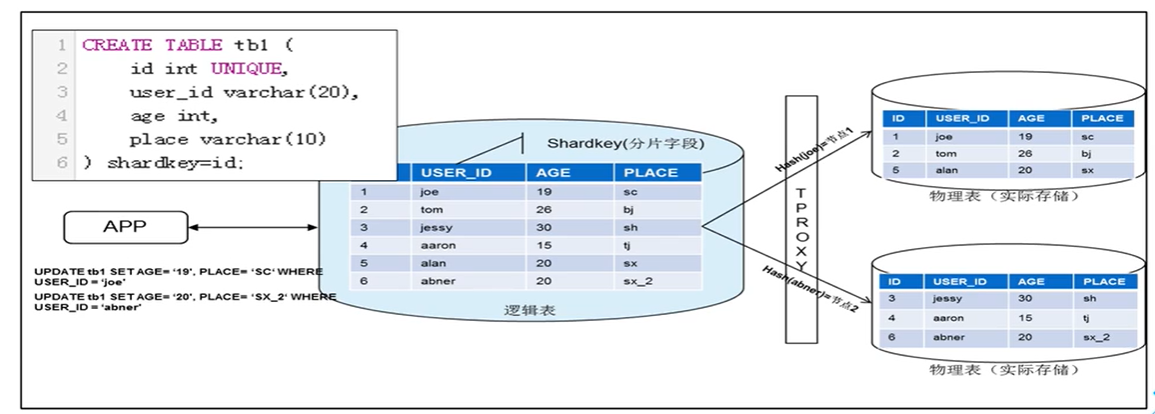 1 CREATE TABLE tb1 (
2 id int UNIQUE,
3 user_id varchar(20),
4 age int,
5 place varchar(10)
6 ) shardkey=id;
Shardkey(分片字段)
USER_ID AGE PLACE
1 joe 19 sc
2 tom 26 bj
3 jessy 30 sh
4 aaron 15 tj
5 alan 20 sx
6 abner 20 sx_2
逻辑表
APP
UPDATE tb1 SET AGE= '19', PLACE= 'SC' WHERE
USER_ID = 'joe'
UPDATE tb1 SET AGE= '20', PLACE= 'SX_2' WHERE
USER_ID = 'abner'
TPROXY
Hash(joe)=节点1
Hash(abner)=节点2
ID USER_ID AGE PLACE
1 joe 19 sc
2 tom 26 bj
5 alan 20 sx
物理表（实际存储）
ID USER_ID AGE PLACE
3 jessy 30 sh
4 aaron 15 tj
6 abner 20 sx_2
物理表（实际存储）